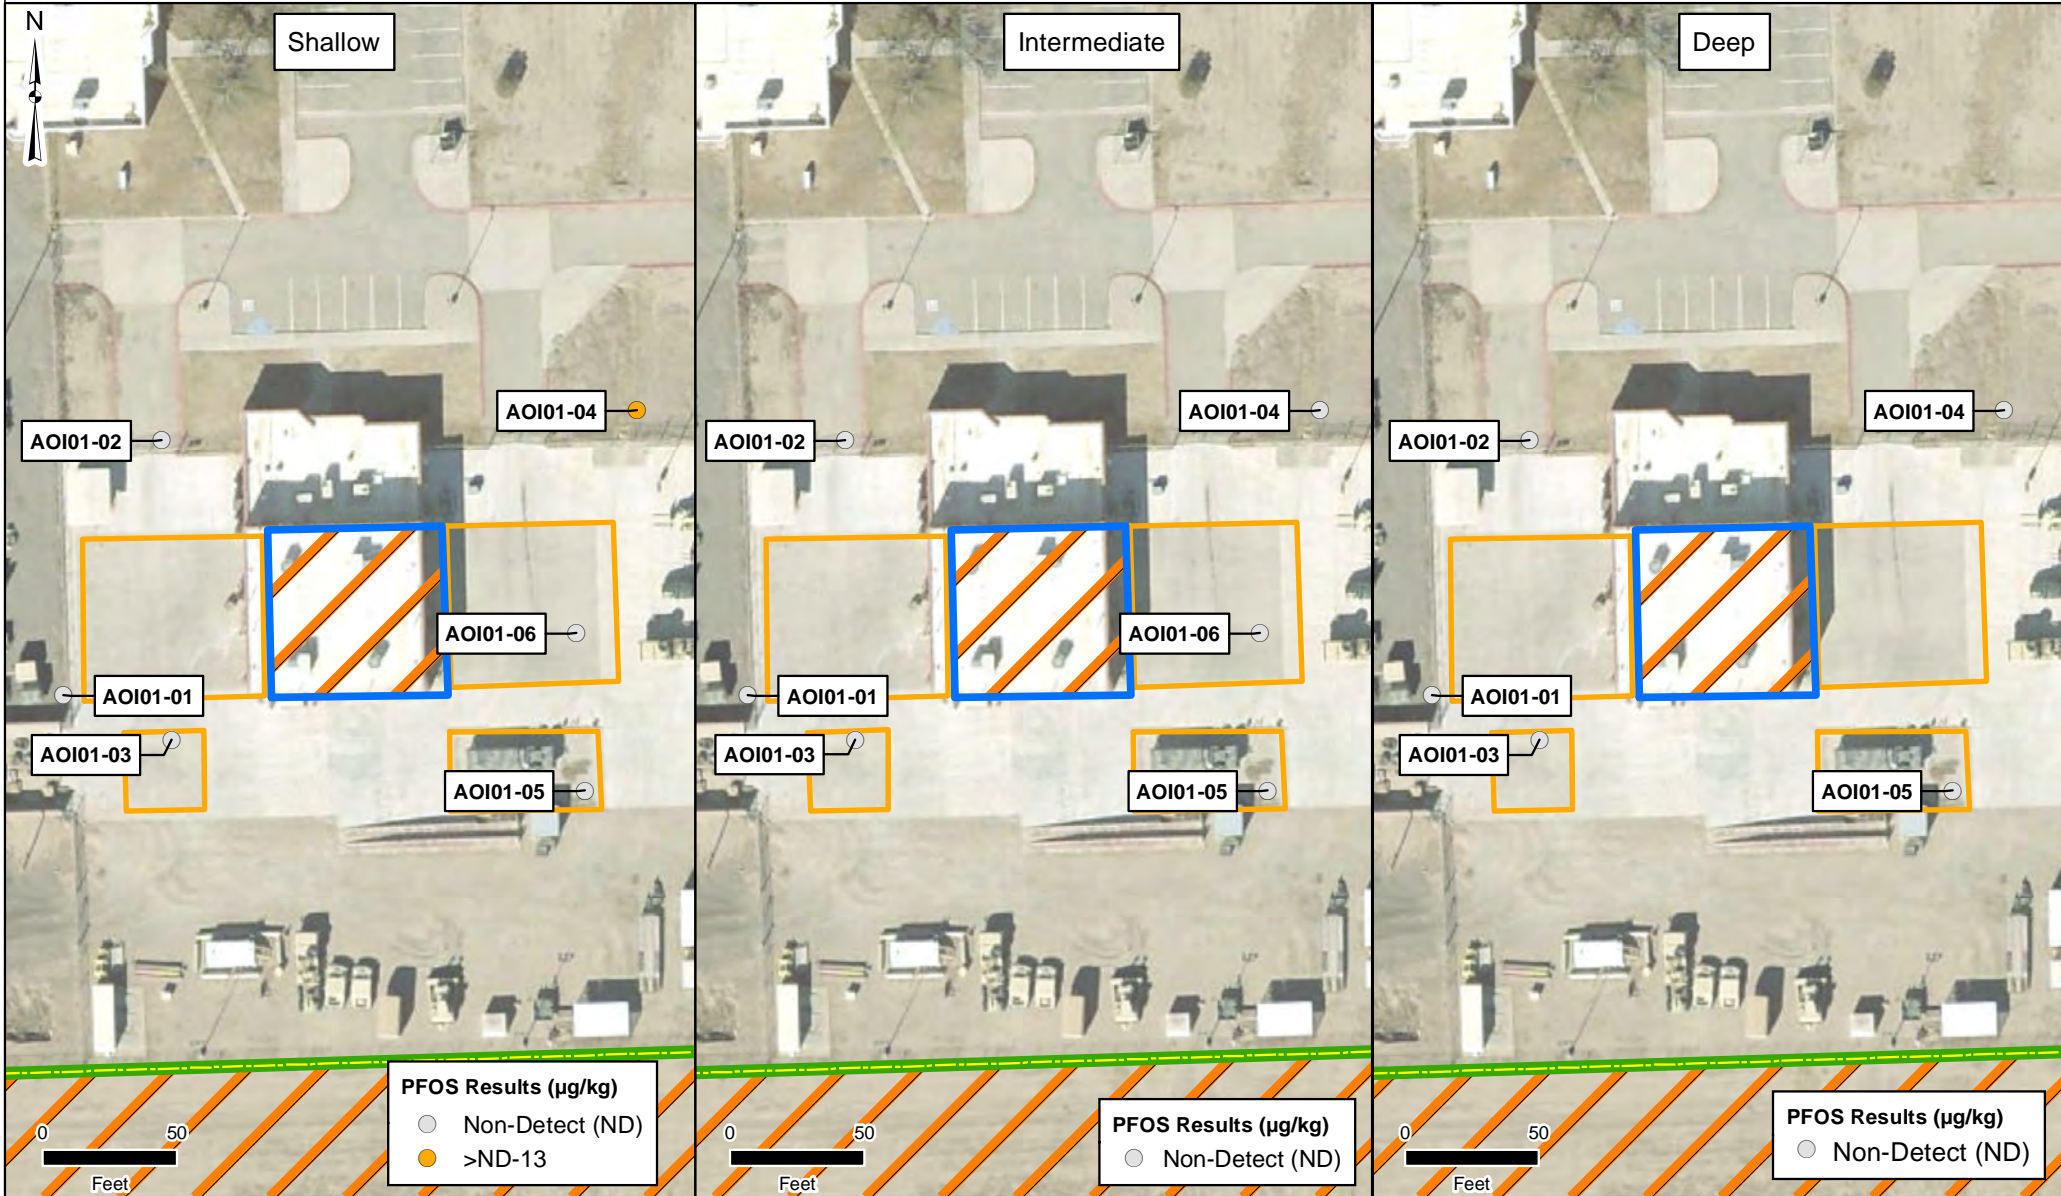 N
Shallow
AOI01-04
AOI01-02
AOI01-06
AOI01-01
AOI01-03
AOI01-05
PFOS Results (µg/kg)
Non-Detect (ND)
>ND-13
0 50
Feet
Intermediate
AOI01-04
AOI01-02
AOI01-06
AOI01-01
AOI01-03
AOI01-05
PFOS Results (µg/kg)
Non-Detect (ND)
0 50
Feet
Deep
AOI01-04
AOI01-02
AOI01-01
AOI01-03
AOI01-05
PFOS Results (µg/kg)
Non-Detect (ND)
0 50
Feet